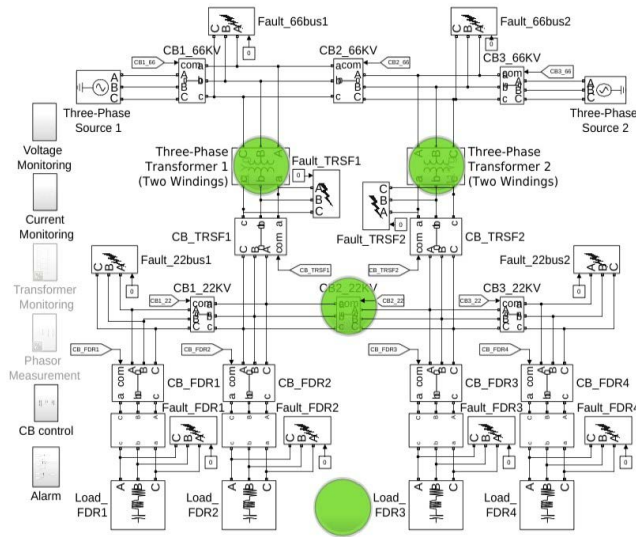 Fault_66bus1
Fault_66bus2
CB1_66KV
CB2_66KV
CB3_66KV
CB1_66
CB2_66
CB3_66
Three-Phase
Source 1
Three-Phase
Source 2
Voltage
Monitoring
Three-Phase
Transformer 1
(Two Windings)
Fault_TRSF1
Three-Phase
Transformer 2
(Two Windings)
Fault_TRSF2
Current
Monitoring
CB_TRSF1
CB_TRSF2
CB_TRSF1
CB_TRSF2
Fault_22bus1
Fault_22bus2
Transformer
Monitoring
CB1_22KV
CB2_22KV
CB3_22KV
CB1_22
CB2_22
CB3_22
Phasor
Measurement
CB_FDR1
CB_FDR2
CB_FDR3
CB_FDR4
CB_FDR1
CB_FDR2
CB_FDR3
CB_FDR4
CB control
Fault_FDR1
Fault_FDR2
Fault_FDR3
Fault_FDR4
Alarm
Load_
FDR1
Load_
FDR2
Load_
FDR3
Load_
FDR4